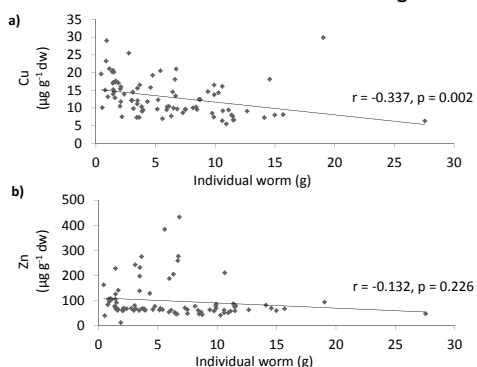 a)
Cu
(µg g⁻¹ dw)
35
30
25
20
15
10
5
0
r = -0.337, p = 0.002
0 5 10 15 20 25 30
Individual worm (g)
b)
Zn
(µg g⁻¹ dw)
500
400
300
200
100
0
r = -0.132, p = 0.226
0 5 10 15 20 25 30
Individual worm (g)